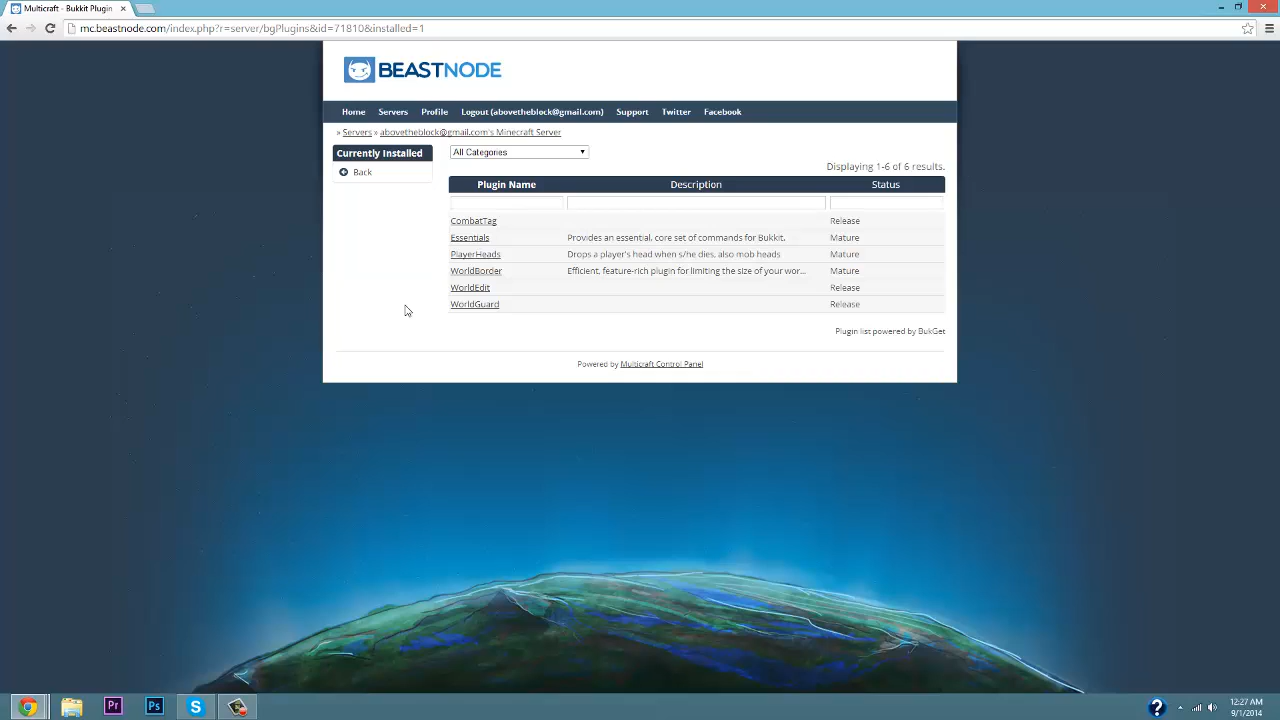 Multicraft - Bukkit Plugin
mc.beastnode.com/index.php?r=server/bgPlugins&id=71810&installed=1
BEASTNODE
Home Servers Profile Logout (abovetheblock@gmail.com) Support Twitter Facebook
» Servers » abovetheblock@gmail.com's Minecraft Server
Currently Installed
Back
All Categories
Displaying 1-6 of 6 results.
Plugin Name Description Status
CombatTag Release
Essentials Provides an essential, core set of commands for Bukkit. Mature
PlayerHeads Drops a player's head when s/he dies, also mob heads Mature
WorldBorder Efficient, feature-rich plugin for limiting the size of your wor... Mature
WorldEdit Release
WorldGuard Release
Plugin list powered by BukGet
Powered by Multicraft Control Panel
Pr Ps S ?
12:27 AM
9/1/2014